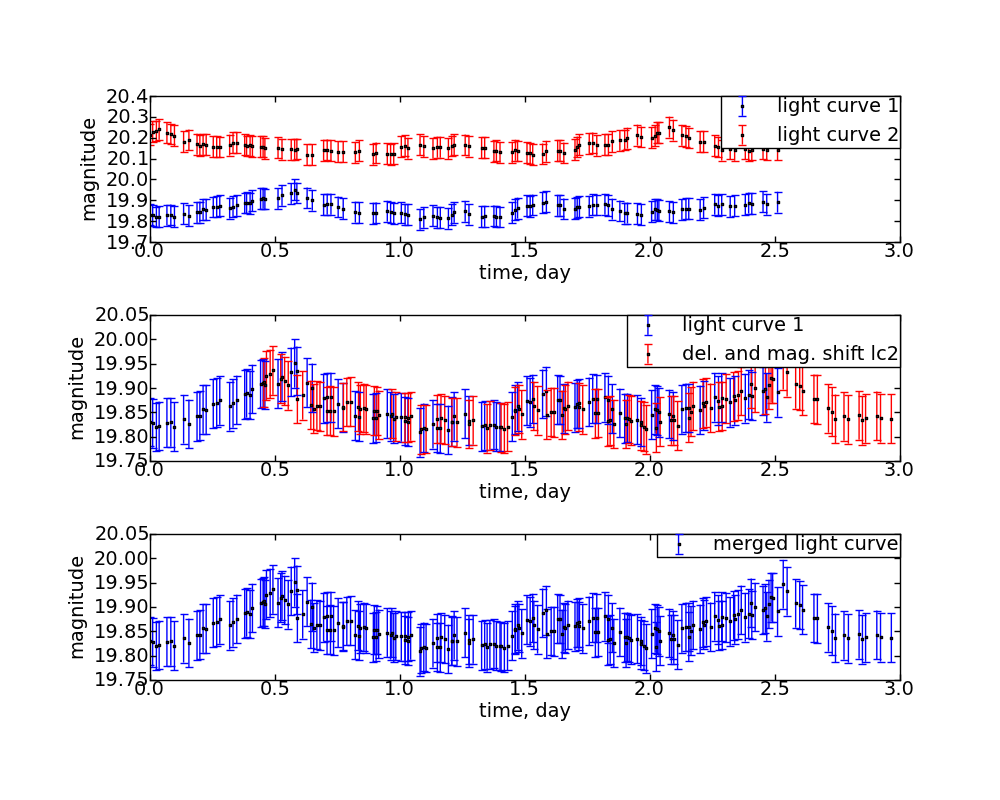 20.4
20.3
20.2
20.1
20.0
19.9
19.8
19.7
magnitude
light curve 1
light curve 2
0.0 0.5 1.0 1.5 2.0 2.5 3.0
time, day
20.05
20.00
19.95
19.90
19.85
19.80
19.75
magnitude
light curve 1
del. and mag. shift lc2
0.0 0.5 1.0 1.5 2.0 2.5 3.0
time, day
20.05
20.00
19.95
19.90
19.85
19.80
19.75
magnitude
merged light curve
0.0 0.5 1.0 1.5 2.0 2.5 3.0
time, day